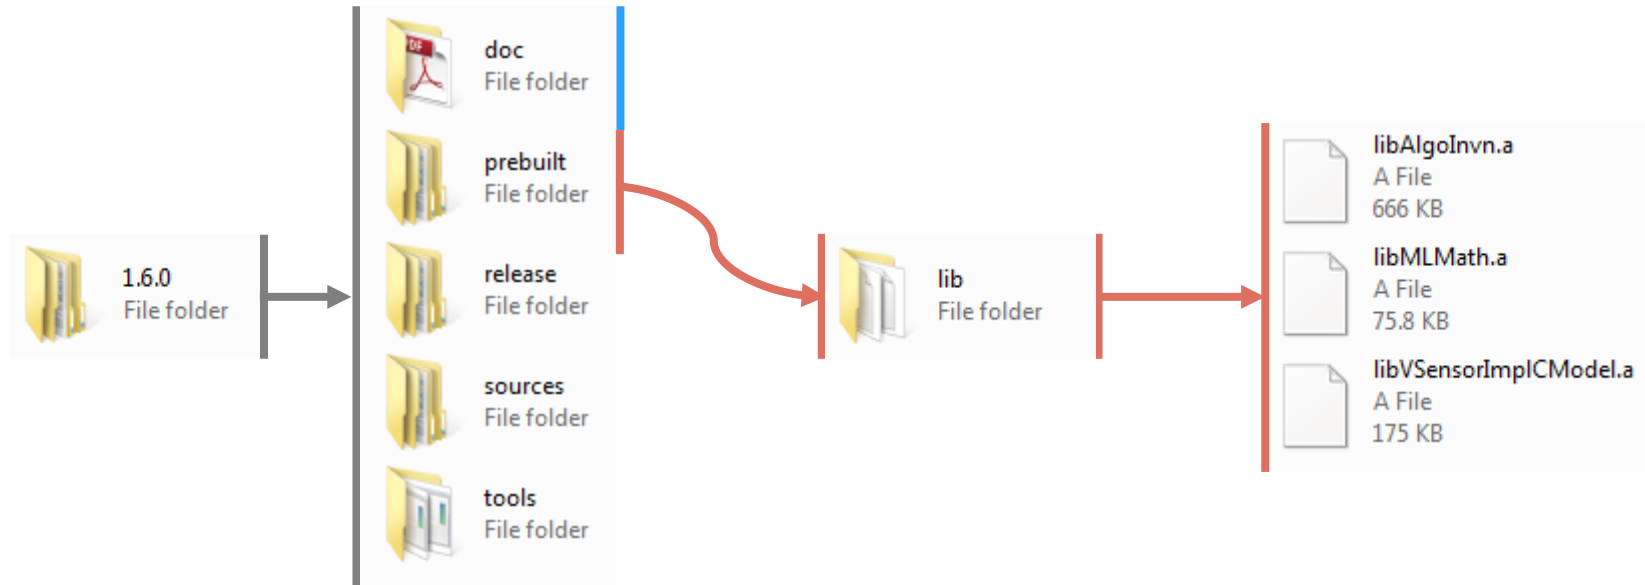 1.6.0
File folder
PDF
doc
File folder
prebuilt
File folder
release
File folder
sources
File folder
tools
File folder
lib
File folder
libAlgoInvn.a
A File
666 KB
libMLMath.a
A File
75.8 KB
libVSensorImplCModel.a
A File
175 KB